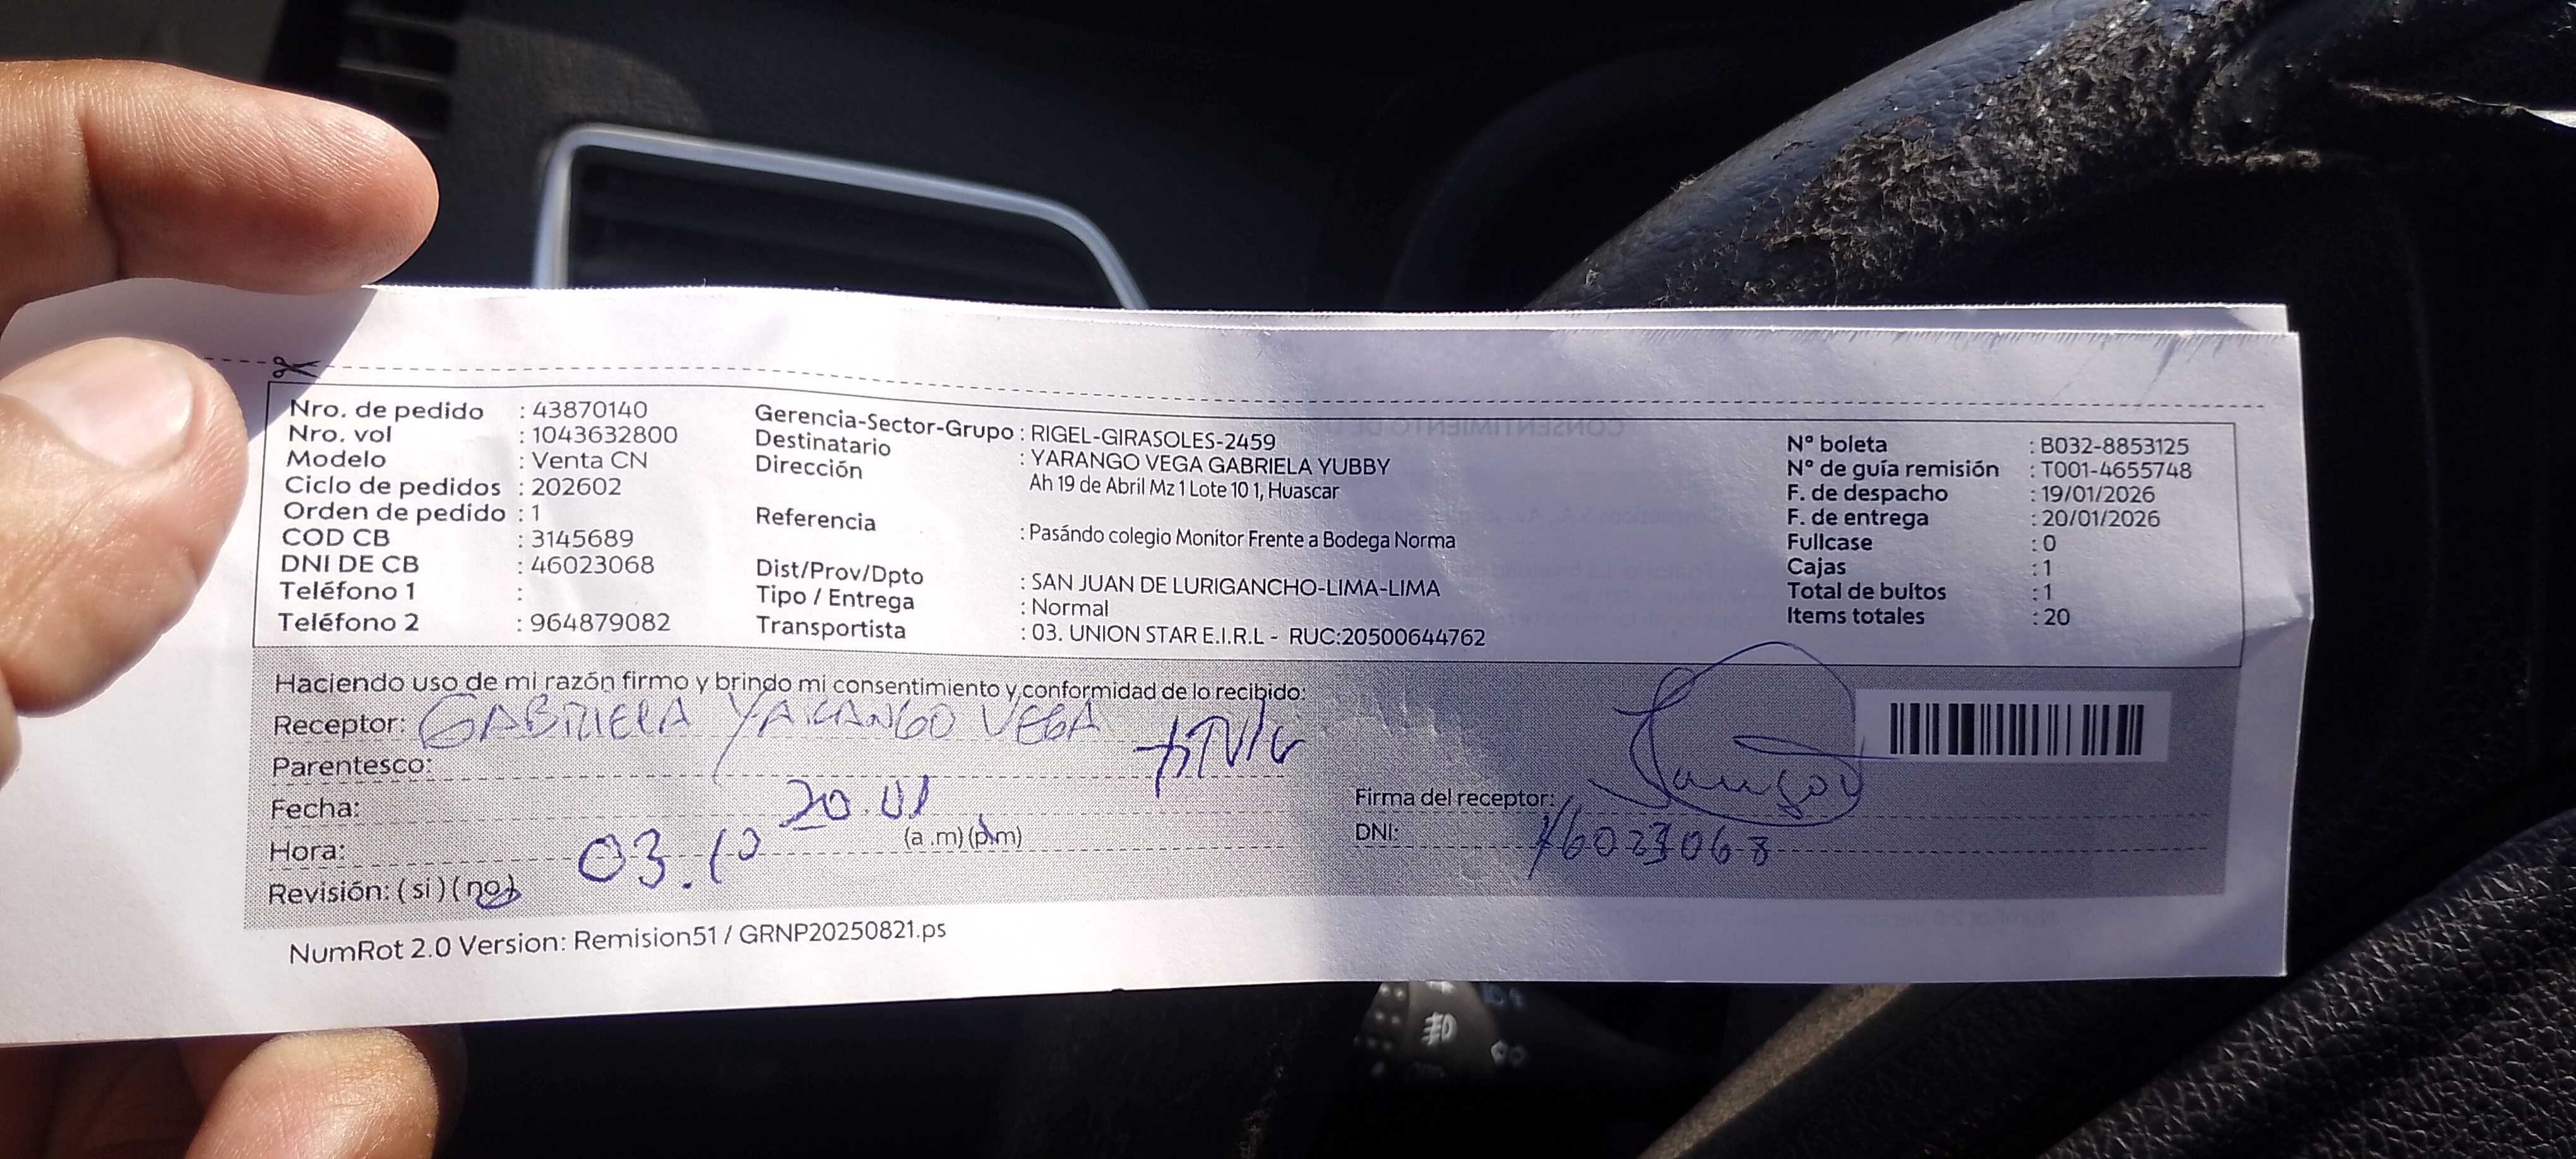 Nro. de pedido : 43870140
Nro. vol : 1043632800
Modelo : Venta CN
Ciclo de pedidos : 202602
Orden de pedido : 1
COD CB : 3145689
DNI DE CB : 46023068
Teléfono 1 :
Teléfono 2 : 964879082
Gerencia-Sector-Grupo : RIGEL-GIRASOLES-2459
Destinatario : YARANGO VEGA GABRIELA YUBBY
Dirección
Ah 19 de Abril Mz 1 Lote 10 1, Huascar
Referencia : Pasándo colegio Monitor Frente a Bodega Norma
Dist/Prov/Dpto : SAN JUAN DE LURIGANCHO-LIMA-LIMA
Tipo / Entrega : Normal
Transportista : 03. UNION STAR E.I.R.L - RUC:20500644762
N° boleta : B032-8853125
N° de guía remisión : T001-4655748
F. de despacho : 19/01/2026
F. de entrega : 20/01/2026
Fullcase : 0
Cajas : 1
Total de bultos : 1
Items totales : 20
Haciendo uso de mi razón firmo y brindo mi consentimiento y conformidad de lo recibido:
Receptor: GABRIELA YARANGO VEGA
Parentesco:
Fecha: 20.01
Hora: 03.10 (a .m) (p.m)
Revisión: (si) (no)
Firma del receptor:
DNI: 46023068
NumRot 2.0 Version: Remision51 / GRNP20250821.ps